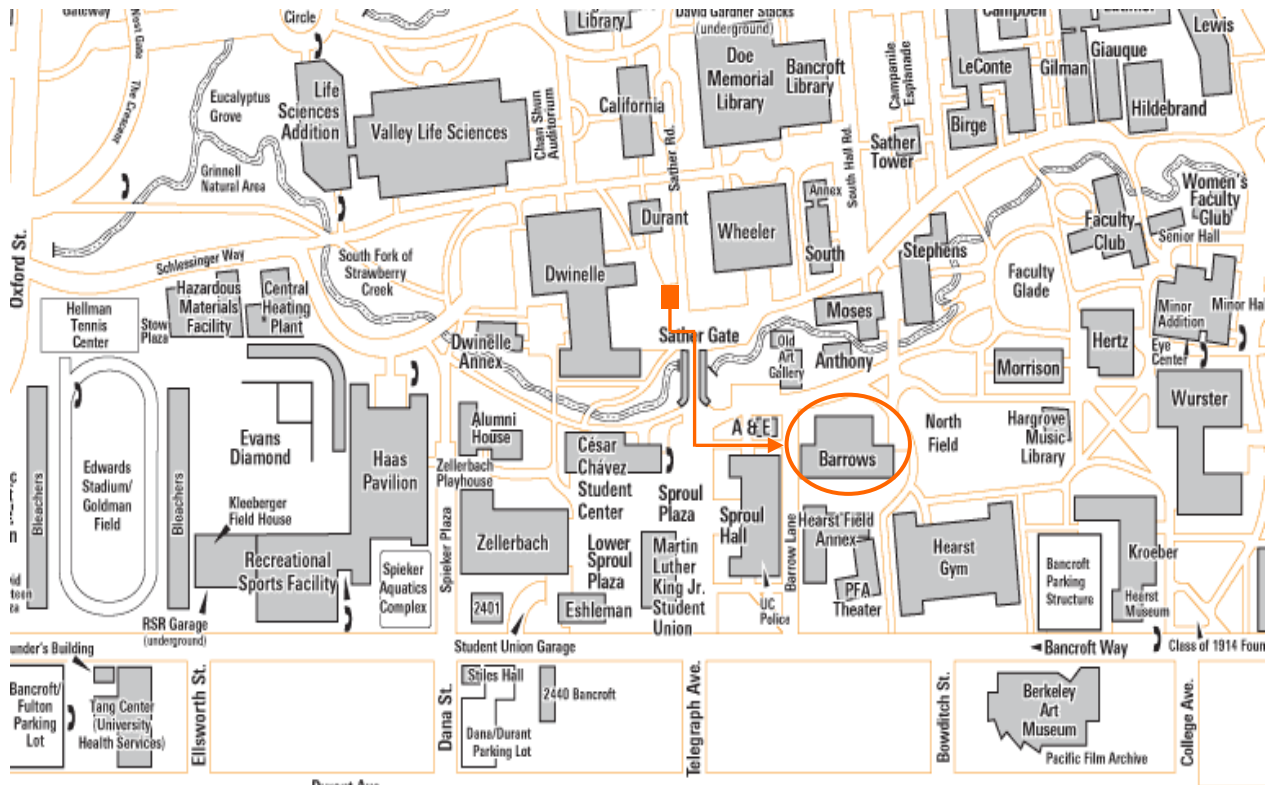 Gateway
Circle
Library
David Gardner Stacks
(underground)
Campbell
Lewis
West Gate
The Crescent
Eucalyptus
Grove
Life
Sciences
Addition
Valley Life Sciences
Chan Shun
Auditorium
California
Doe
Memorial
Library
Bancroft
Library
Campanile
Esplanade
LeConte
Gilman
Giauque
Hildebrand
Birge
Sather
Tower
Sather Rd.
South Hall Rd.
Grinnell
Natural Area
Durant
Wheeler
Annex
South
Stephens
Faculty
Club
Women's
Faculty
Club
Senior Hall
Oxford St.
Schlessinger Way
South Fork of
Strawberry
Creek
Dwinelle
Faculty
Glade
Hellman
Tennis
Center
Stow
Plaza
Hazardous
Materials
Facility
Central
Heating
Plant
Dwinelle
Annex
Sather Gate
Old
Art
Gallery
Moses
Anthony
Minor
Addition
Minor Hal
Eye
Center
Hertz
Morrison
Wurster
Bleachers
Edwards
Stadium/
Goldman
Field
Bleachers
Evans
Diamond
Haas
Pavilion
Alumni
House
Zellerbach
Playhouse
César
Chávez
Student
Center
A & E
Barrows
North
Field
Hargrove
Music
Library
Kleeberger
Field House
Recreational
Sports Facility
Spieker
Aquatics
Complex
Spieker Plaza
Zellerbach
Lower
Sproul
Plaza
Sproul
Plaza
Sproul
Hall
Martin
Luther
King Jr.
Student
Union
Barrow Lane
Hearst Field
Annex
PFA
Theater
Hearst
Gym
Bancroft
Parking
Structure
Kroeber
Hearst
Museum
RSR Garage
(underground)
2401
Eshleman
UC
Police
Student Union Garage
Bancroft Way
Class of 1914 Foun
under's Building
Bancroft/
Fulton
Parking
Lot
Tang Center
(University
Health Services)
Ellsworth St.
Dana St.
Stiles Hall
2440 Bancroft
Dana/Durant
Parking Lot
Telegraph Ave.
Bowditch St.
Berkeley
Art
Museum
Pacific Film Archive
College Ave.